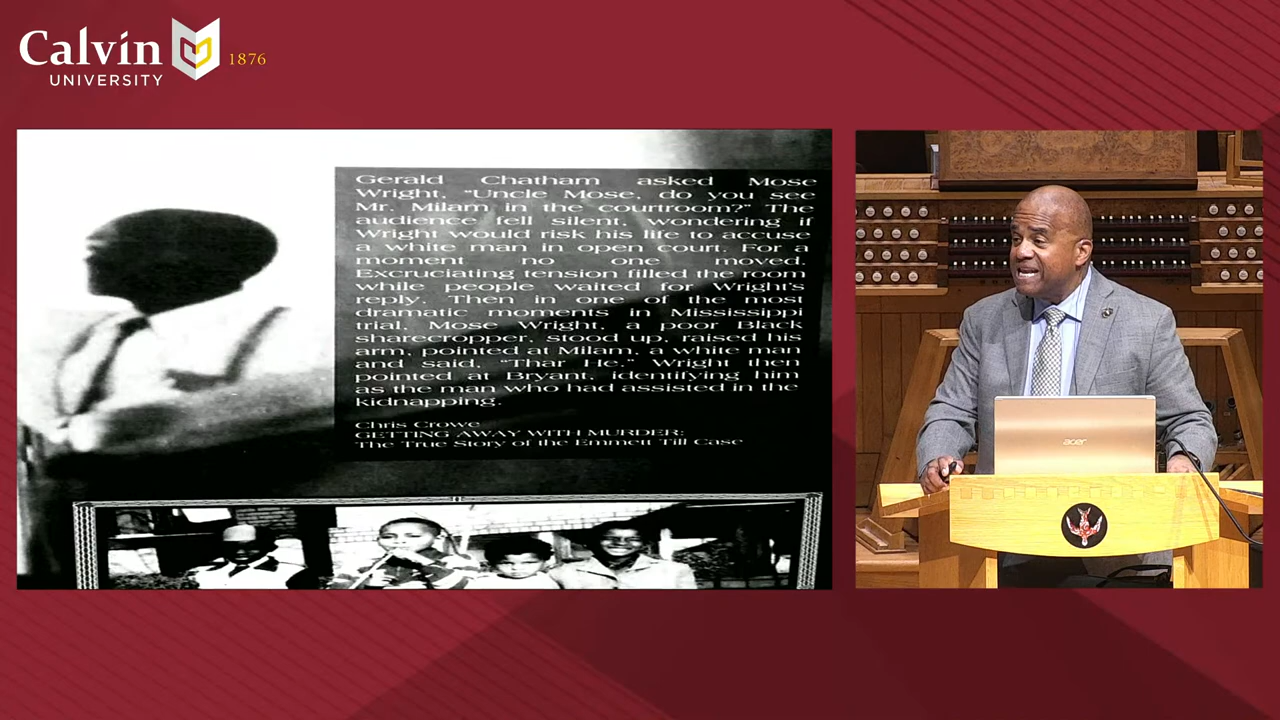 Calvin
UNIVERSITY
1876
Gerald Chatham asked Mose
Wright, "Uncle Mose, do you see
Mr. Milam in the courtroom?" The
audience fell silent, wondering if
Wright would risk his life to accuse
a white man in open court. For a
moment no one moved.
Excruciating tension filled the room
while people waited for Wright's
reply. Then in one of the most
dramatic moments in Mississippi
trial, Mose Wright, a poor Black
sharecropper, stood up, raised his
arm, pointed at Milam, a white man
and said, "Thar He." Wright then
pointed at Bryant, identifying him
as the man who had assisted in the
kidnapping.
Chris Crowe
GETTING AWAY WITH MURDER:
The True Story of the Emmett Till Case
acer